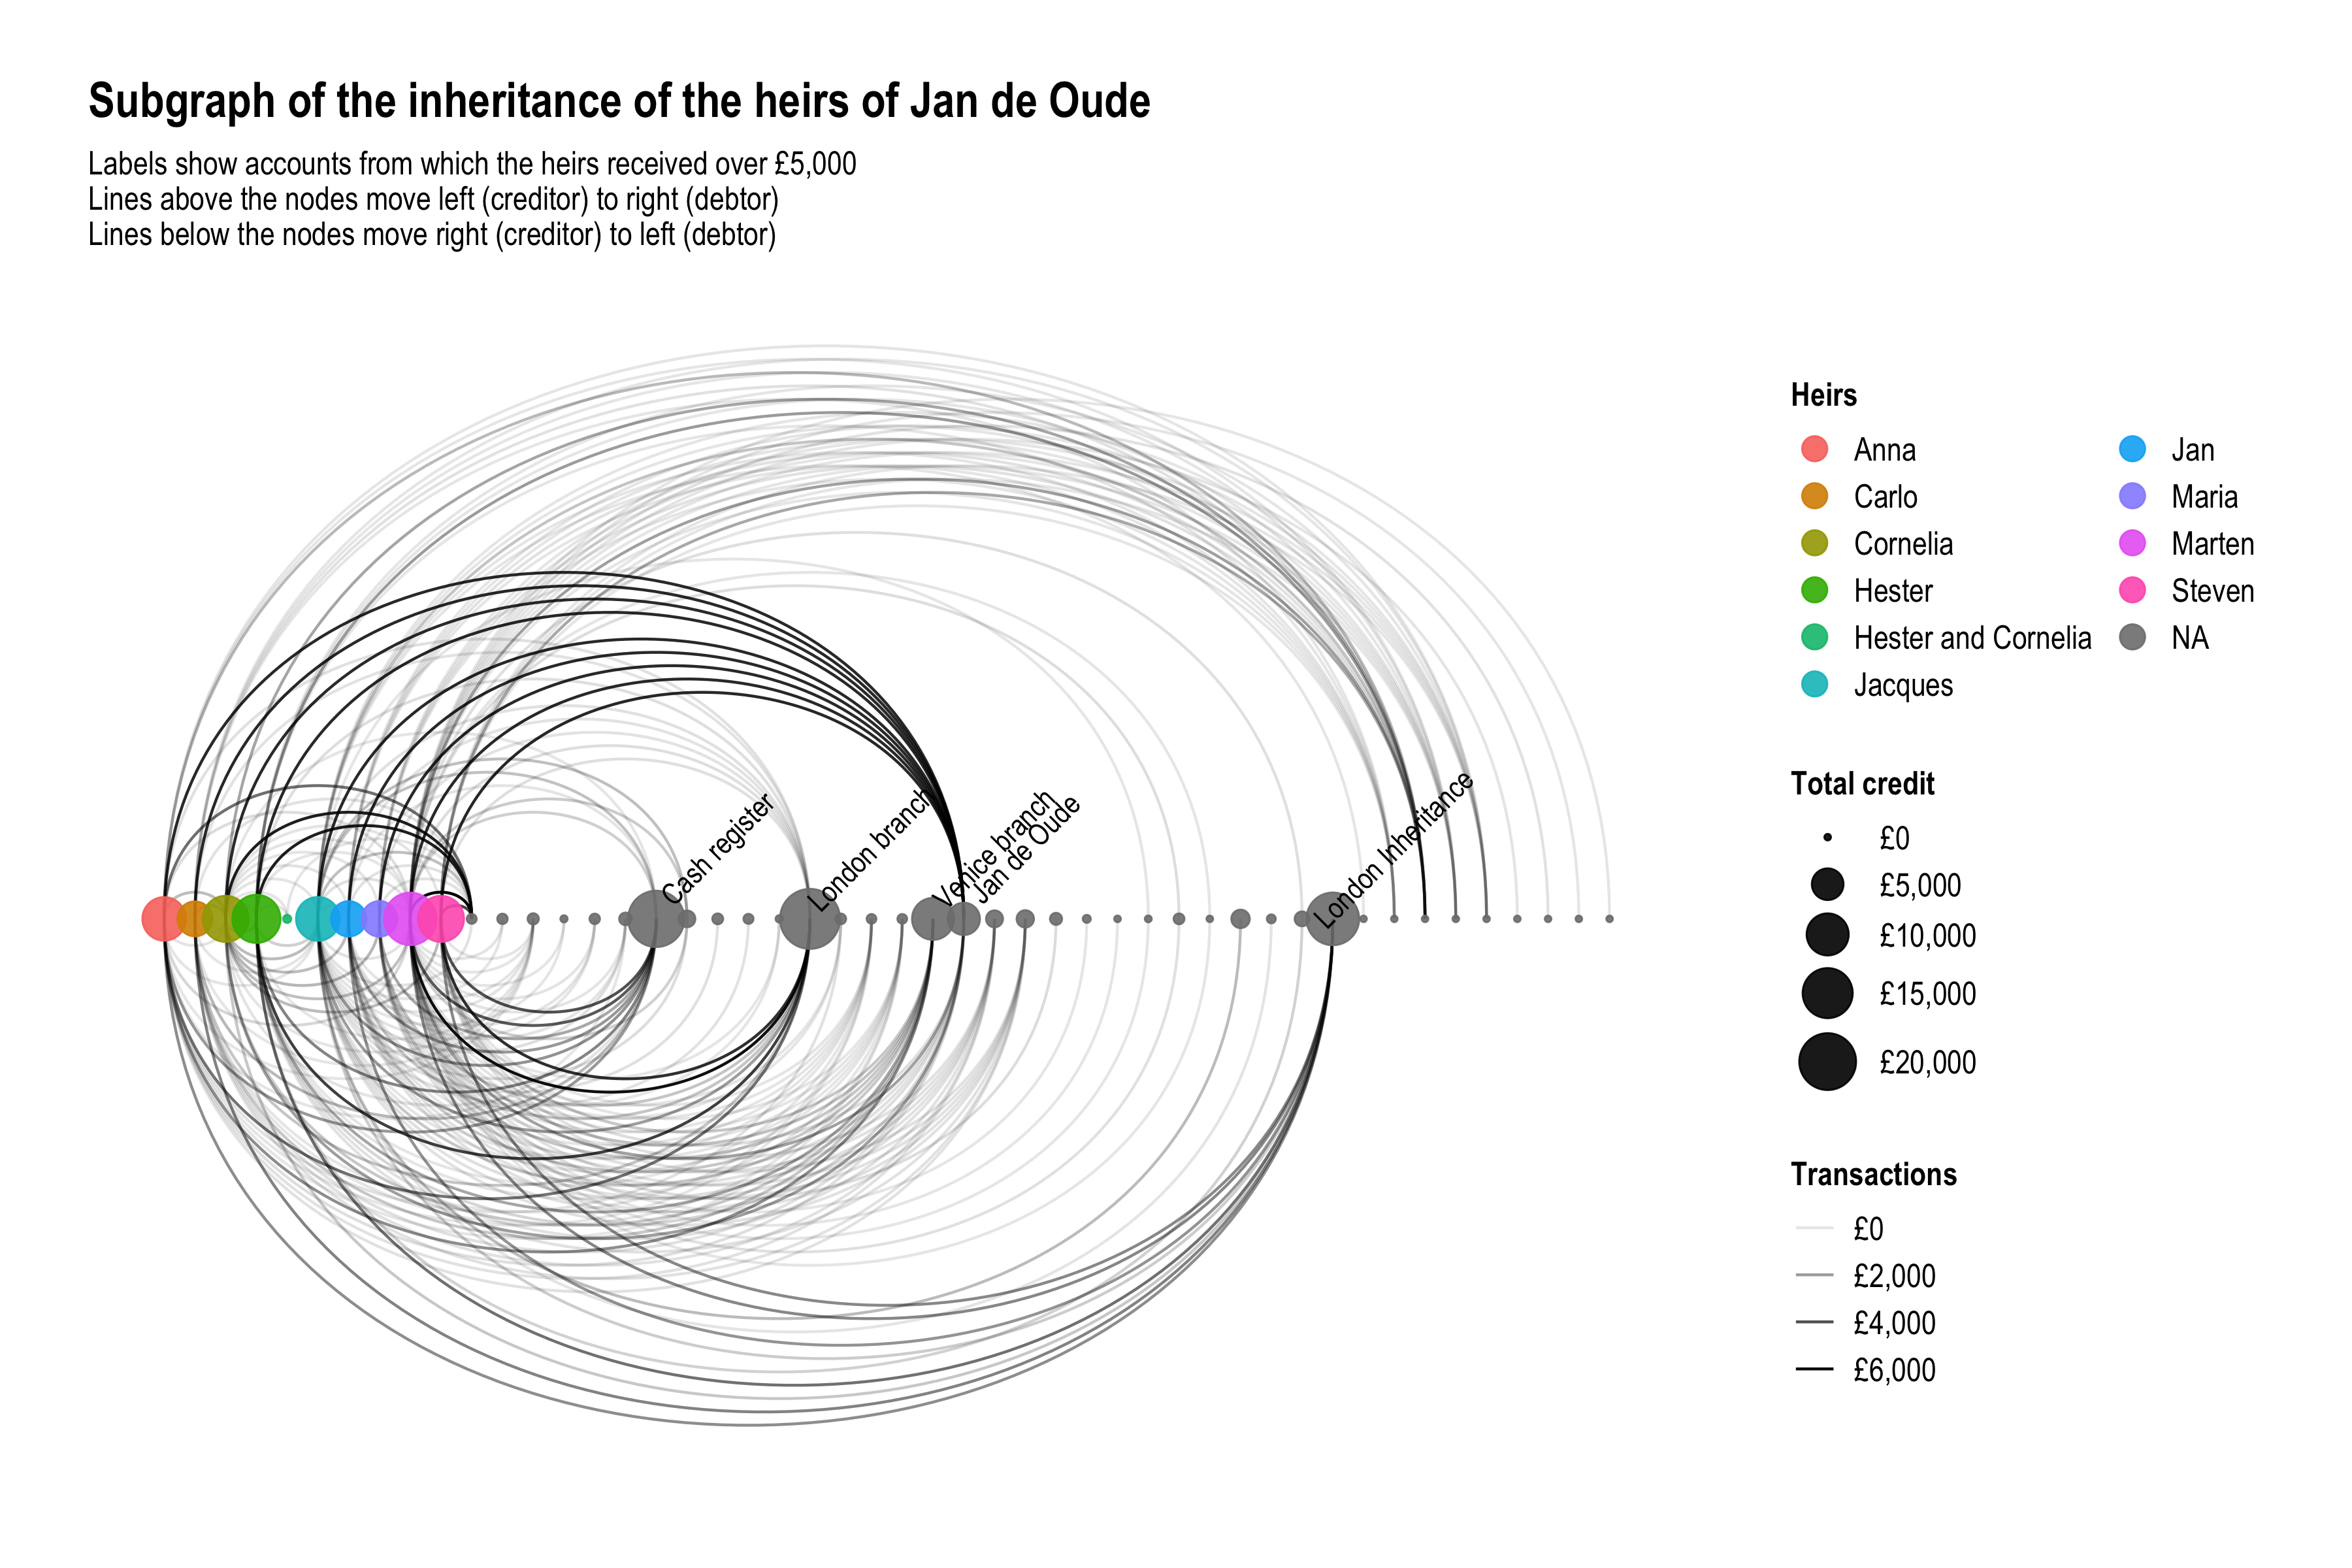 Subgraph of the inheritance of the heirs of Jan de Oude
Labels show accounts from which the heirs received over £5,000
Lines above the nodes move left (creditor) to right (debtor)
Lines below the nodes move right (creditor) to left (debtor)
Cash register
London branch
Venice branch
Jan de Oude
London Inheritance
Heirs
Anna
Carlo
Cornelia
Hester
Hester and Cornelia
Jacques
Jan
Maria
Marten
Steven
NA
Total credit
£0
£5,000
£10,000
£15,000
£20,000
Transactions
£0
£2,000
£4,000
£6,000